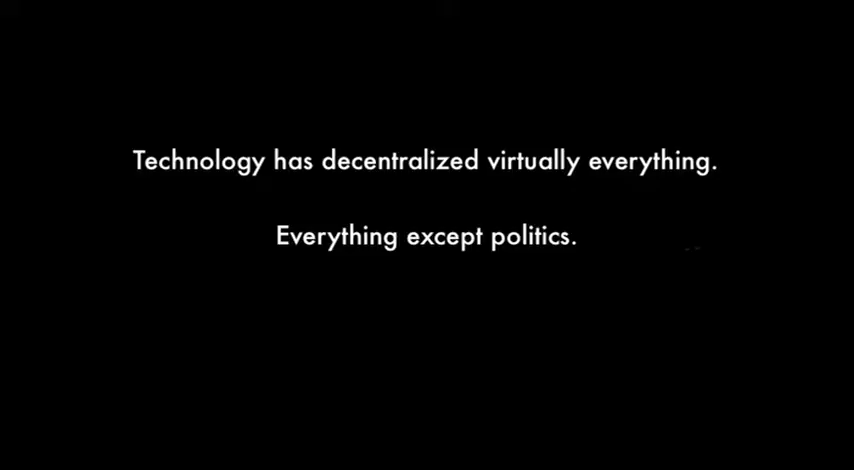 Technology has decentralized virtually everything.
Everything except politics.